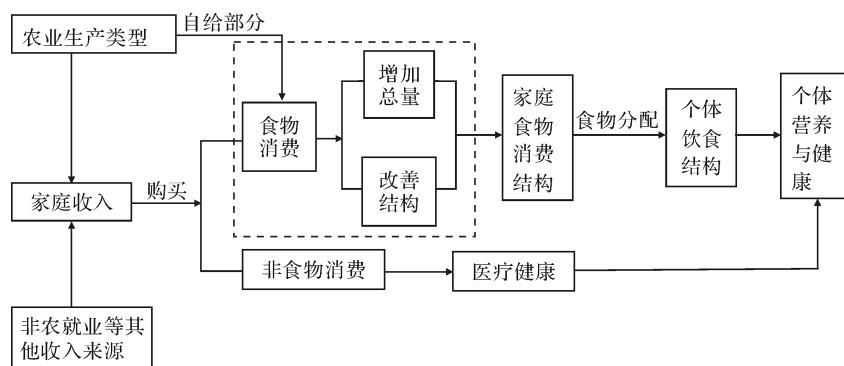 农业生产类型
自给部分
增加
总量
食物
消费
改善
结构
家庭
食物
消费
结构
食物分配
个体
饮食
结构
个体
营养
与健
康
家庭收入
购买
非食物消费
医疗健康
非农就业等其
他收入来源